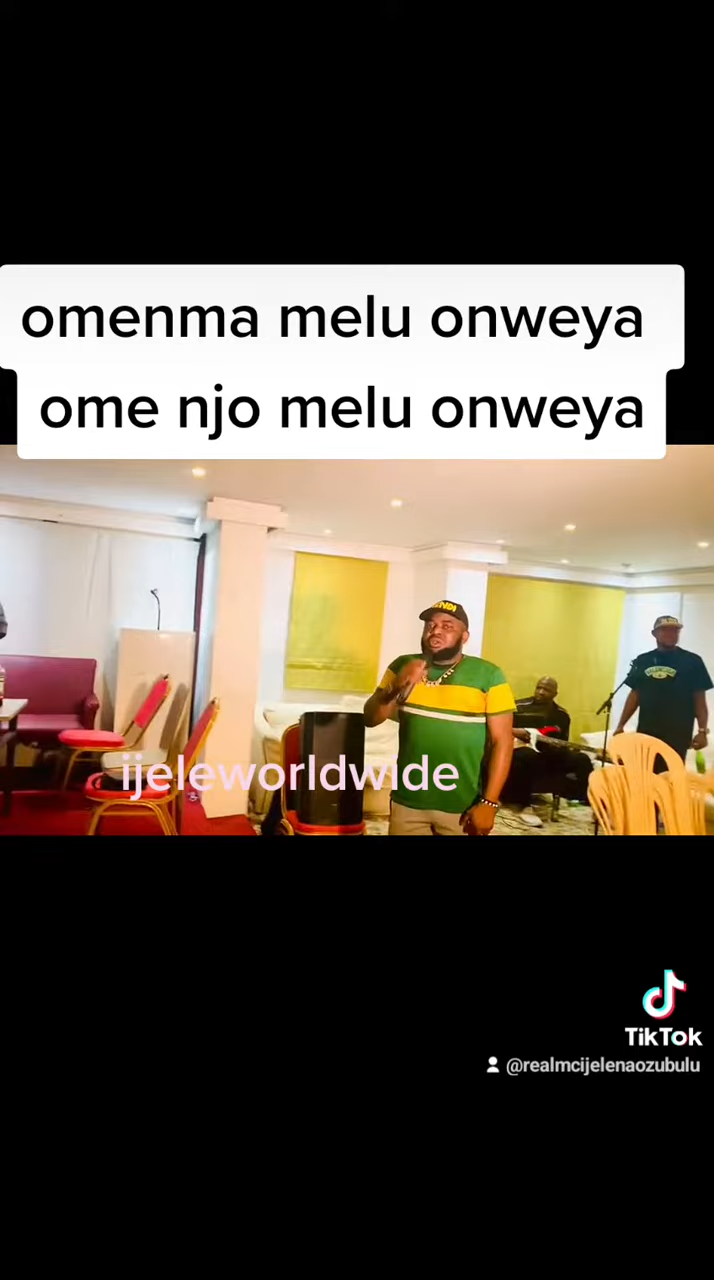 omenma melu onweya
ome njo melu onweya
ijeleworldwide
TikTok
@realmcijelenaozubulu